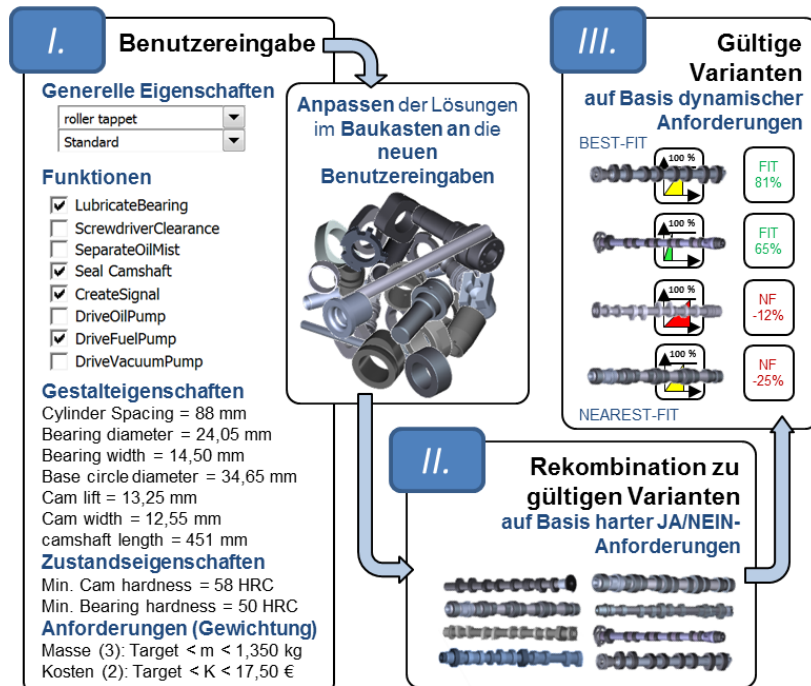 I.
Benutzereingabe
Generelle Eigenschaften
roller tappet
Standard
Funktionen
LubricateBearing
ScrewdriverClearance
SeparateOilMist
Seal Camshaft
CreateSignal
DriveOilPump
DriveFuelPump
DriveVacuumPump
Gestalteigenschaften
Cylinder Spacing = 88 mm
Bearing diameter = 24,05 mm
Bearing width = 14,50 mm
Base circle diameter = 34,65 mm
Cam lift = 13,25 mm
Cam width = 12,55 mm
camshaft length = 451 mm
Zustandseigenschaften
Min. Cam hardness = 58 HRC
Min. Bearing hardness = 50 HRC
Anforderungen (Gewichtung)
Masse (3): Target < m < 1,350 kg
Kosten (2): Target < K < 17,50 €
Anpassen der Lösungen
im Baukasten an die
neuen
Benutzereingaben
II.
Rekombination zu
gültigen Varianten
auf Basis harter JA/NEIN-
Anforderungen
III.
Gültige
Varianten
auf Basis dynamischer
Anforderungen
BEST-FIT
100 %
FIT
81%
100 %
FIT
65%
100 %
NF
-12%
100 %
NF
-25%
NEAREST-FIT